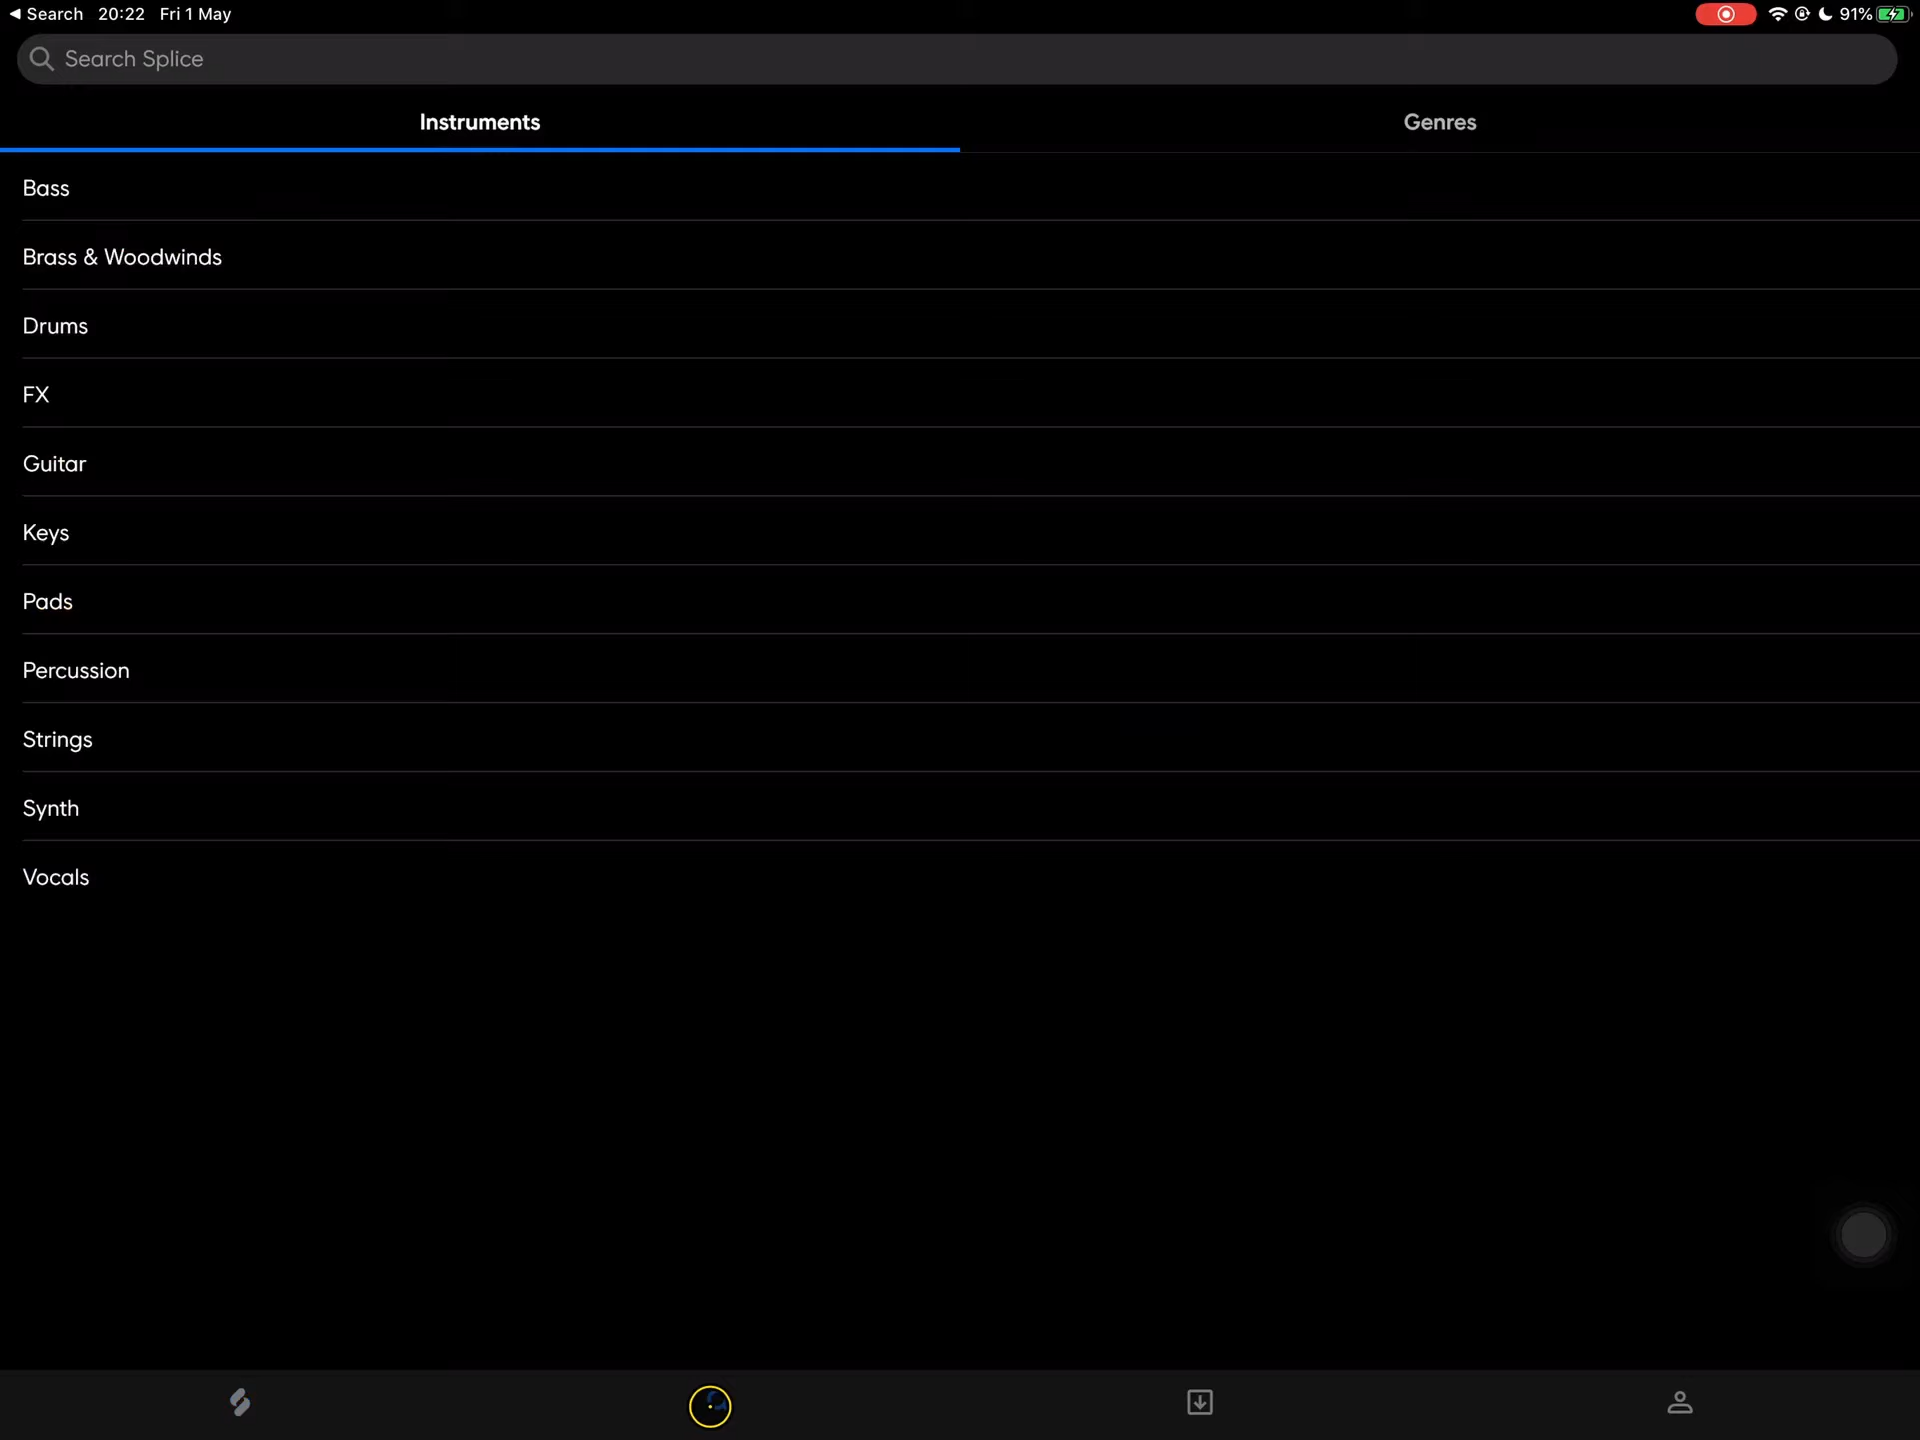 Search 20:22 Fri 1 May 91%
Search Splice
Instruments Genres
Bass
Brass & Woodwinds
Drums
FX
Guitar
Keys
Pads
Percussion
Strings
Synth
Vocals